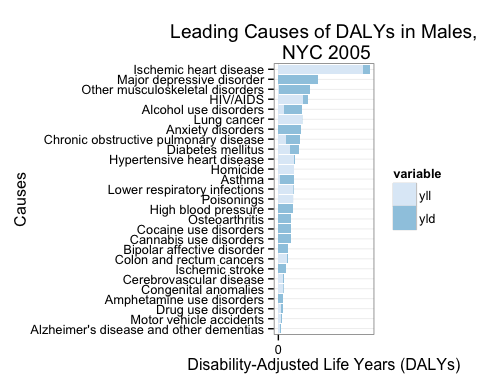 Leading Causes of DALYs in Males,
NYC 2005
Ischemic heart disease
Major depressive disorder
Other musculoskeletal disorders
HIV/AIDS
Alcohol use disorders
Lung cancer
Anxiety disorders
Chronic obstructive pulmonary disease
Diabetes mellitus
Hypertensive heart disease
Homicide
Asthma
Lower respiratory infections
Poisonings
High blood pressure
Osteoarthritis
Cocaine use disorders
Cannabis use disorders
Bipolar affective disorder
Colon and rectum cancers
Ischemic stroke
Cerebrovascular disease
Congenital anomalies
Amphetamine use disorders
Drug use disorders
Motor vehicle accidents
Alzheimer's disease and other dementias
Causes
0
Disability-Adjusted Life Years (DALYs)
variable
yll
yld